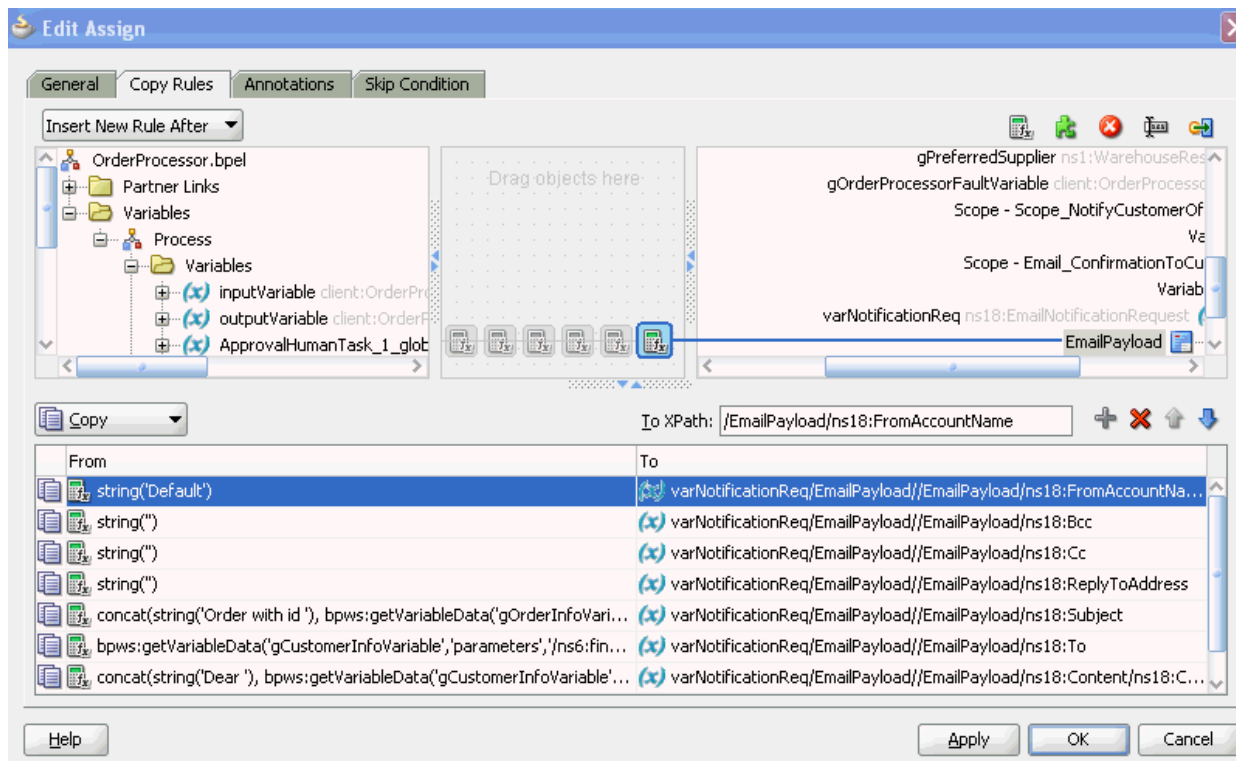 Edit Assign
General Copy Rules Annotations Skip Condition
Insert New Rule After
OrderProcessor.bpel
Partner Links
Variables
Process
Variables
inputVariable client:OrderPr
outputVariable client:OrderF
ApprovalHumanTask_1_glob
Drag objects here
gPreferredSupplier ns1:WarehouseRes
gOrderProcessorFaultVariable client:OrderProcesso
Scope - Scope_NotifyCustomerOf
Va
Scope - Email_ConfirmationToCu
Variab
varNotificationReq ns18:EmailNotificationRequest (
EmailPayload
Copy
To XPath: /EmailPayload/ns18:FromAccountName
From To
string('Default') varNotificationReq/EmailPayload//EmailPayload/ns18:FromAccountNa...
string('') varNotificationReq/EmailPayload//EmailPayload/ns18:Bcc
string('') varNotificationReq/EmailPayload//EmailPayload/ns18:Cc
string('') varNotificationReq/EmailPayload//EmailPayload/ns18:ReplyToAddress
concat(string('Order with id '), bpws:getVariableData('gOrderInfoVari... varNotificationReq/EmailPayload//EmailPayload/ns18:Subject
bpws:getVariableData('gCustomerInfoVariable','parameters','/ns6:fin... varNotificationReq/EmailPayload//EmailPayload/ns18:To
concat(string('Dear '), bpws:getVariableData('gCustomerInfoVariable'... varNotificationReq/EmailPayload//EmailPayload/ns18:Content/ns18:C...
Help Apply OK Cancel